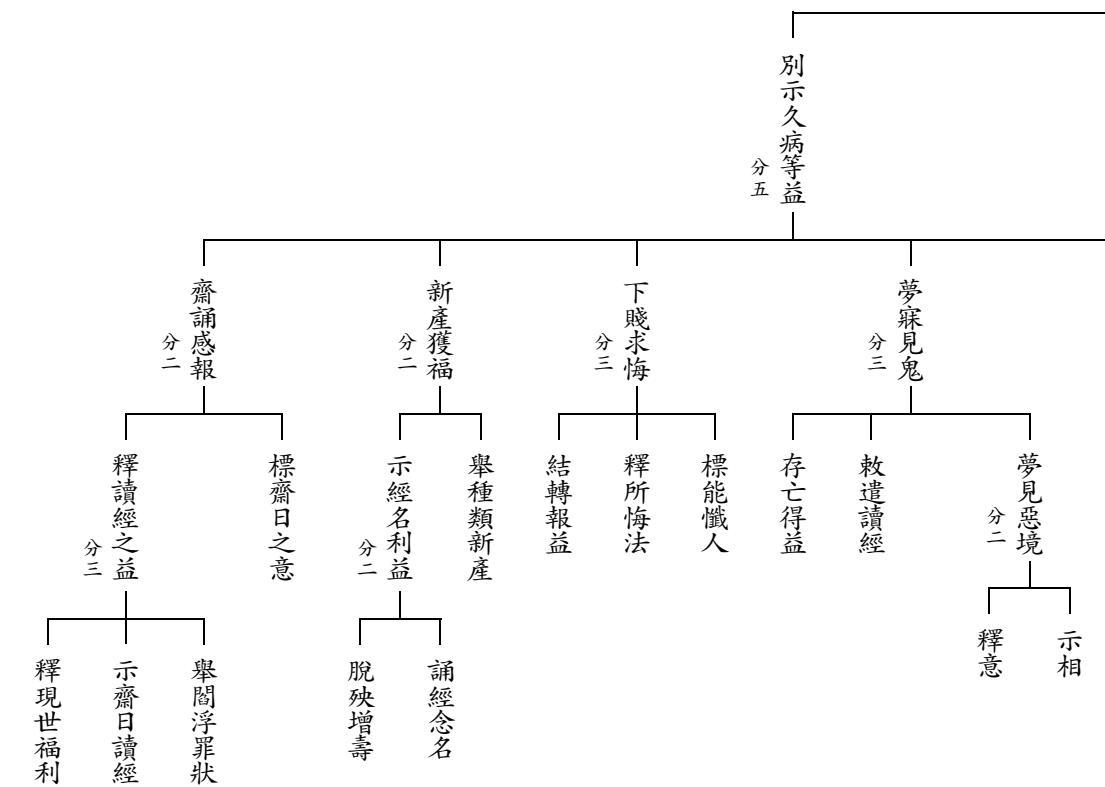 別示久病等益
分五
夢寐見鬼
分三
下賤求悔
分三
新產獲福
分二
齋誦感報
分二
夢見惡境
分二
敕遣讀經
存亡得益
標能懺人
釋所悔法
結轉報益
舉種類新產
示經名利益
分二
標齋日之意
釋讀經之益
分三
示相
釋意
誦經念名
脫殃增壽
舉閻浮罪狀
示齋日讀經
釋現世福利